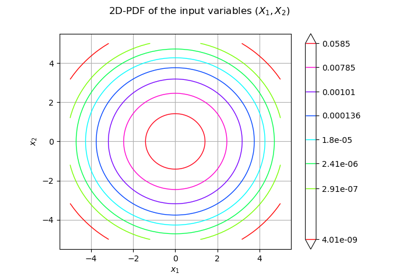 2D-PDF of the input variables (X₁, X₂)
4
2
0
−2
−4
x₂
−4
−2
0
2
4
x₁
0.0585
0.00785
0.00101
0.000136
1.8e-05
2.41e-06
2.91e-07
4.01e-09